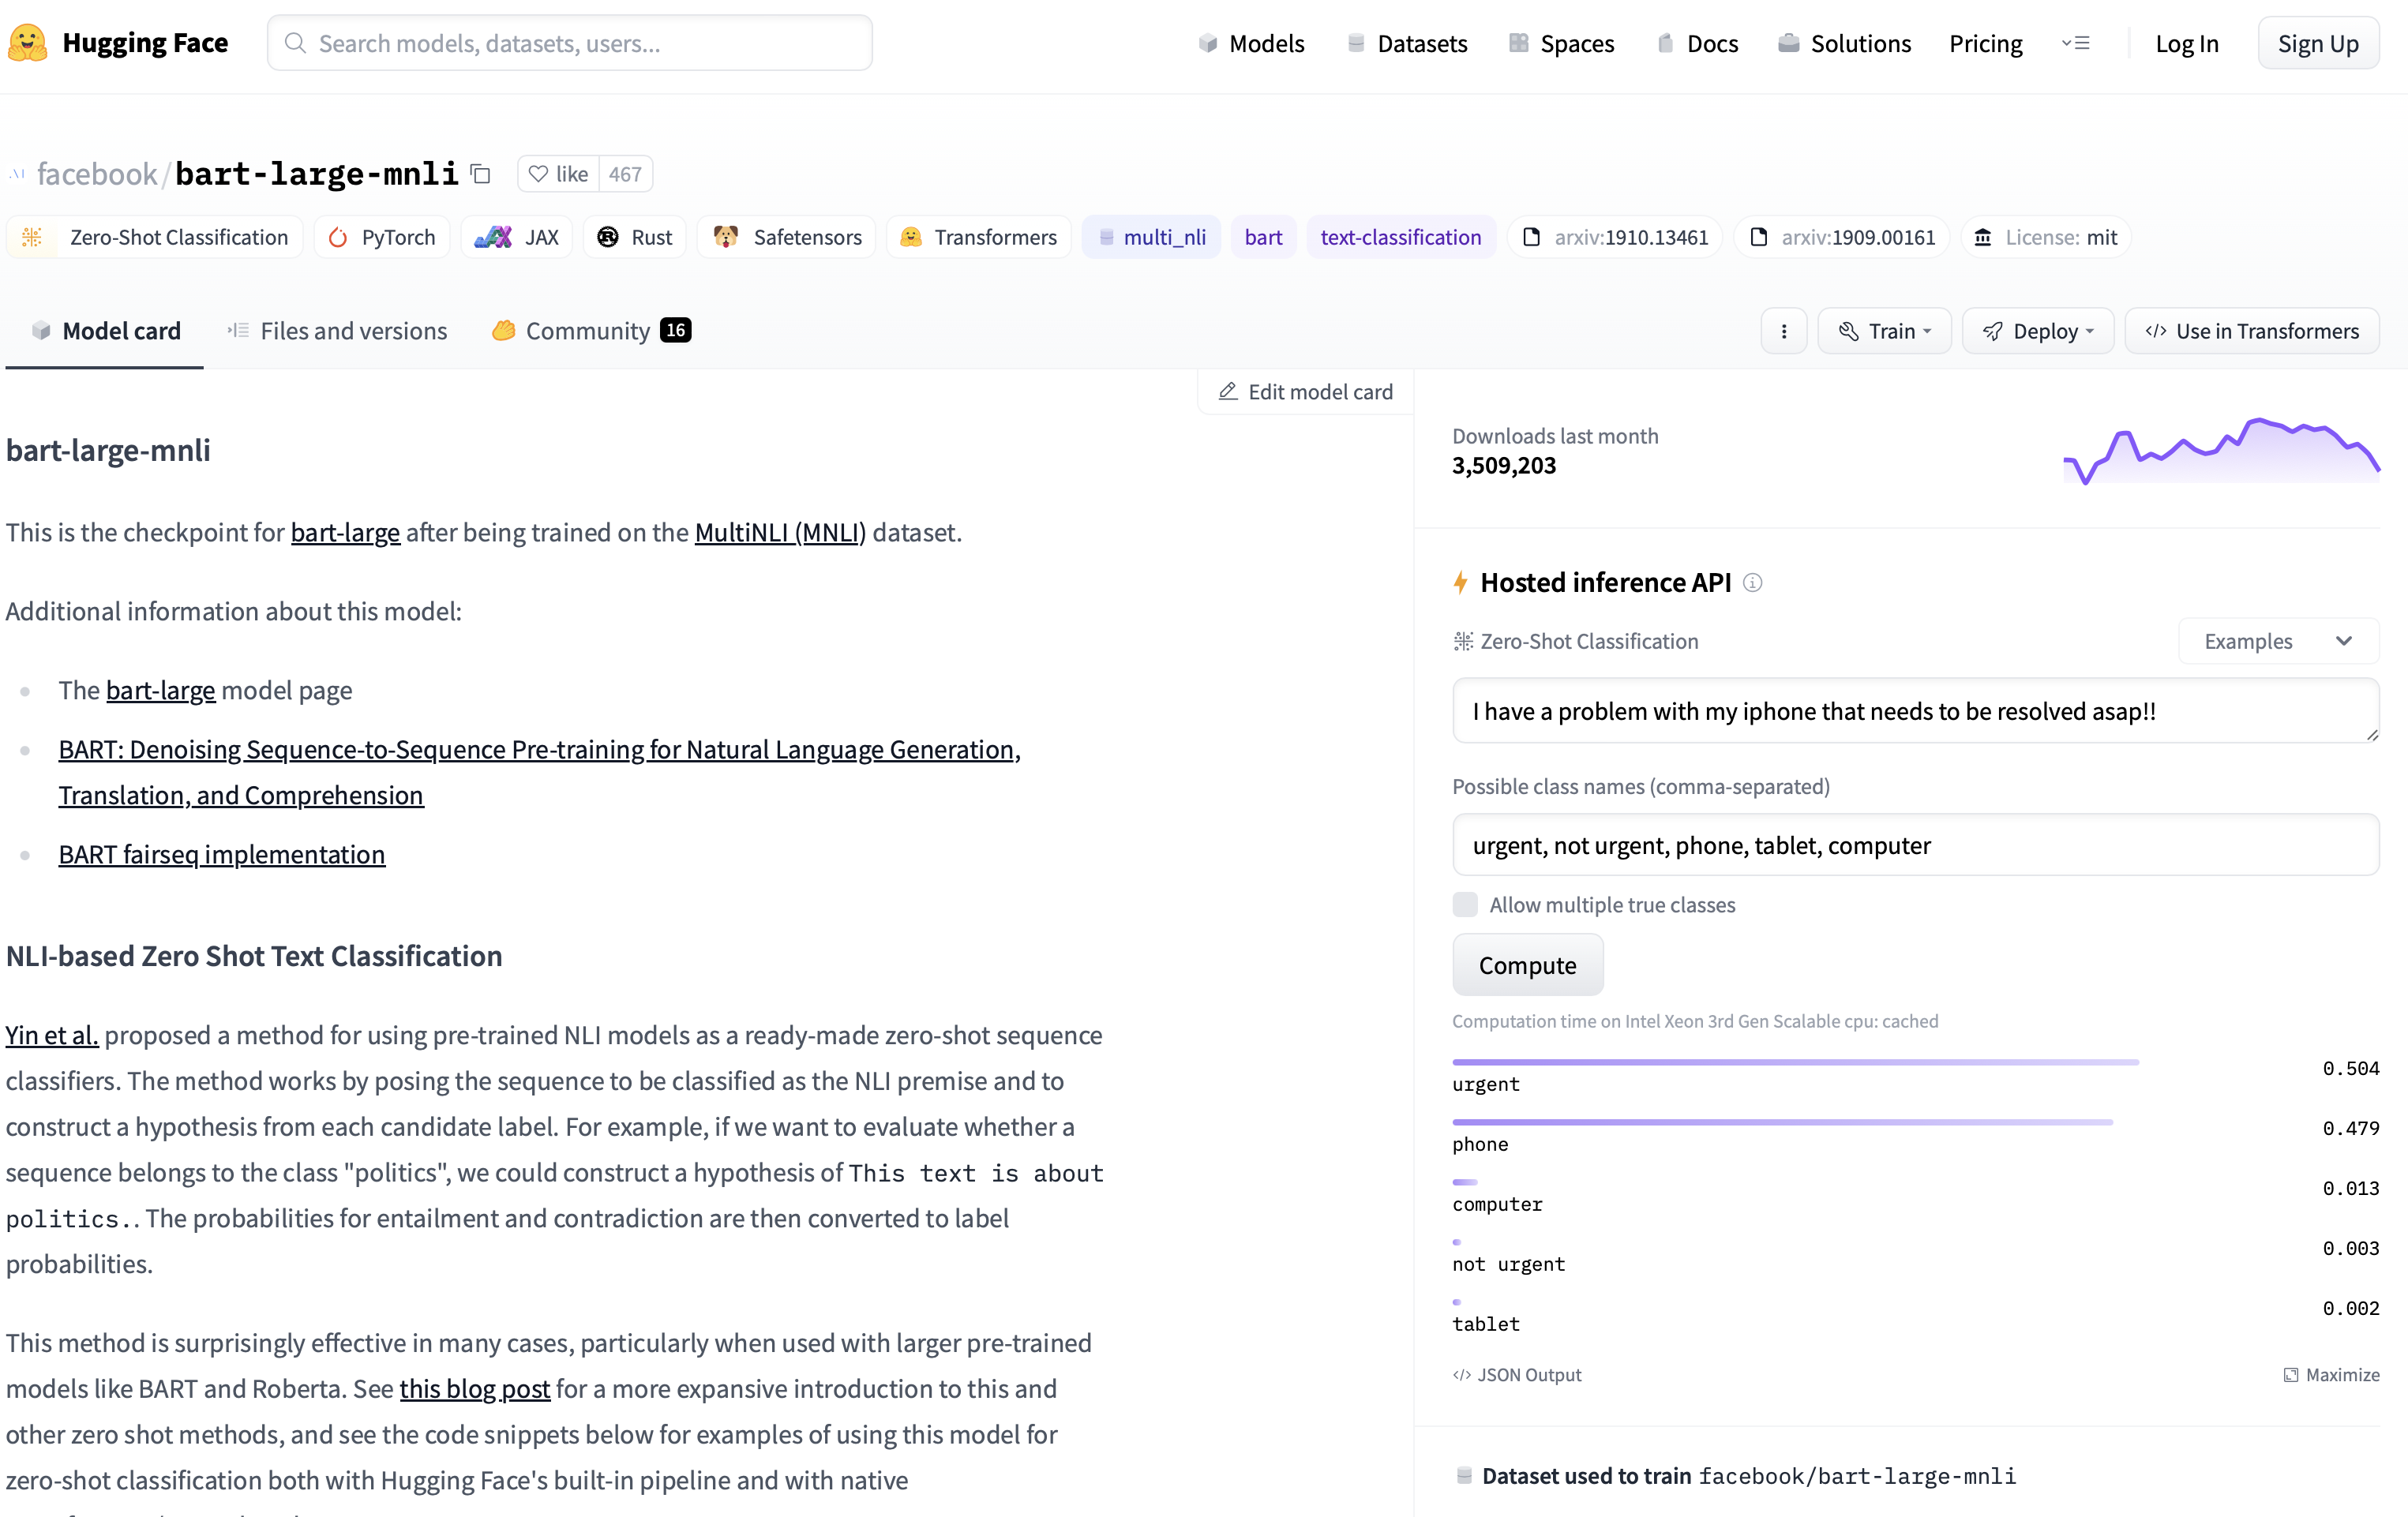 Hugging Face
Search models, datasets, users...
Models
Datasets
Spaces
Docs
Solutions
Pricing
Log In
Sign Up
facebook/bart-large-mnli
like 467
Zero-Shot Classification
PyTorch
JAX
Rust
Safetensors
Transformers
multi_nli
bart
text-classification
arxiv:1910.13461
arxiv:1909.00161
License: mit
Model card
Files and versions
Community 16
Train
Deploy
</> Use in Transformers
Edit model card
bart-large-mnli
This is the checkpoint for bart-large after being trained on the MultiNLI (MNLI) dataset.
Additional information about this model:
The bart-large model page
BART: Denoising Sequence-to-Sequence Pre-training for Natural Language Generation,
Translation, and Comprehension
BART fairseq implementation
NLI-based Zero Shot Text Classification
Yin et al. proposed a method for using pre-trained NLI models as a ready-made zero-shot sequence
classifiers. The method works by posing the sequence to be classified as the NLI premise and to
construct a hypothesis from each candidate label. For example, if we want to evaluate whether a
sequence belongs to the class "politics", we could construct a hypothesis of This text is about
politics.. The probabilities for entailment and contradiction are then converted to label
probabilities.
This method is surprisingly effective in many cases, particularly when used with larger pre-trained
models like BART and Roberta. See this blog post for a more expansive introduction to this and
other zero shot methods, and see the code snippets below for examples of using this model for
zero-shot classification both with Hugging Face's built-in pipeline and with native
Downloads last month
3,509,203
Hosted inference API
Zero-Shot Classification
Examples
I have a problem with my iphone that needs to be resolved asap!!
Possible class names (comma-separated)
urgent, not urgent, phone, tablet, computer
Allow multiple true classes
Compute
Computation time on Intel Xeon 3rd Gen Scalable cpu: cached
urgent 0.504
phone 0.479
computer 0.013
not urgent 0.003
tablet 0.002
</> JSON Output
Maximize
Dataset used to train facebook/bart-large-mnli